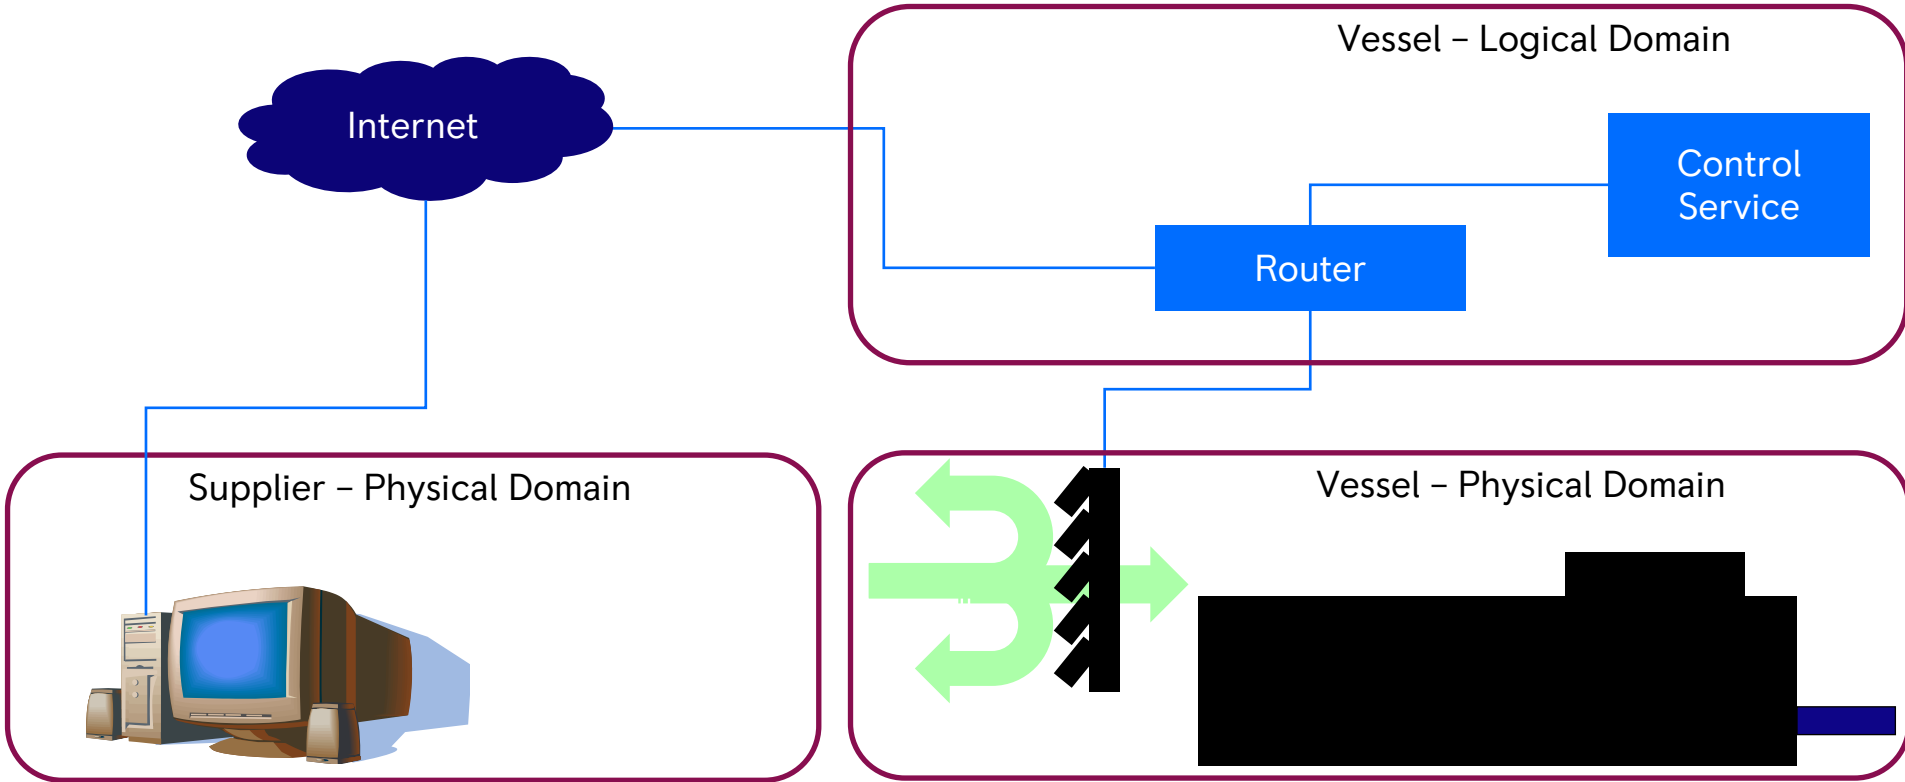 Vessel – Logical Domain
Internet
Control
Service
Router
Supplier – Physical Domain
Vessel – Physical Domain